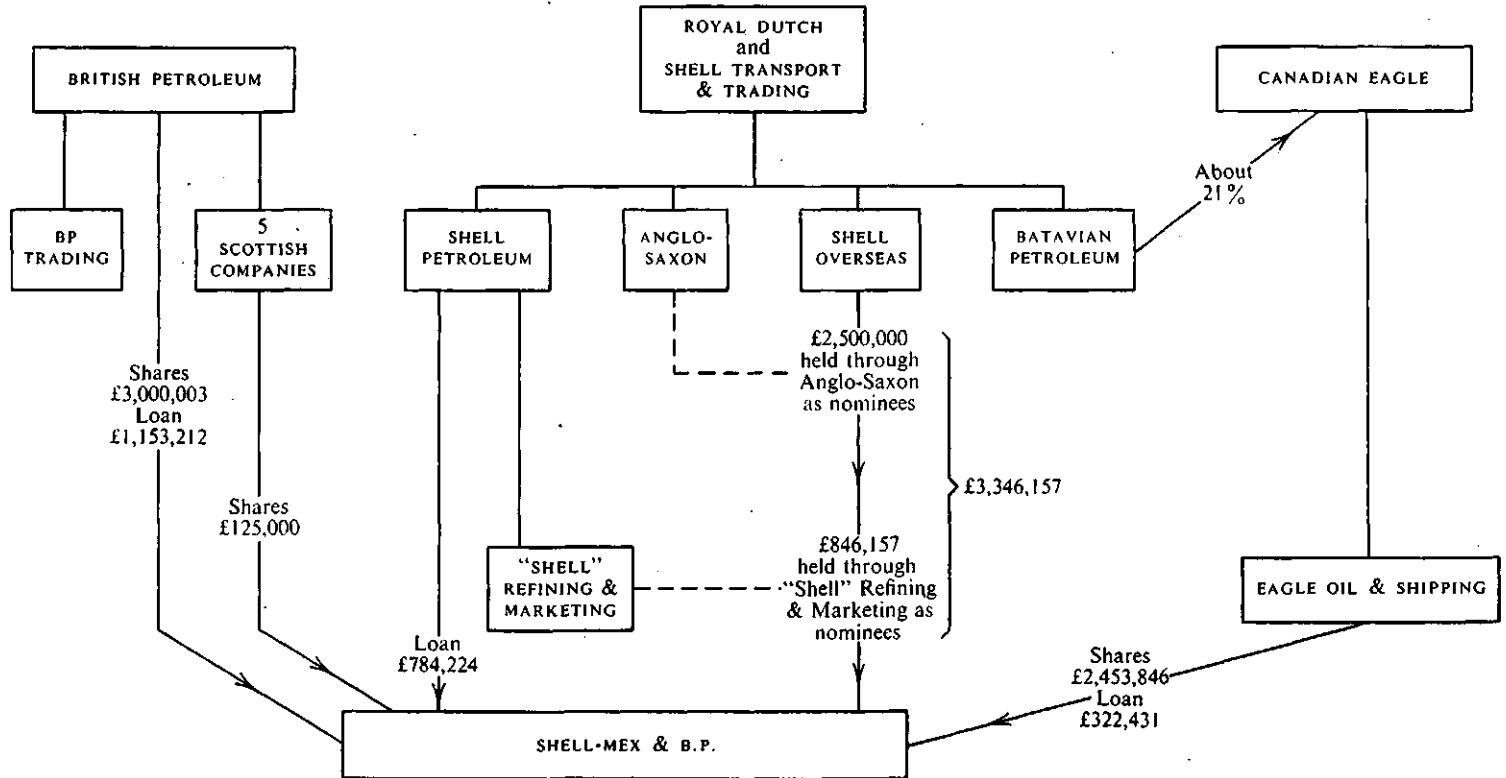 ROYAL DUTCH
and
SHELL TRANSPORT
& TRADING
BRITISH PETROLEUM
CANADIAN EAGLE
About
21%
BP
TRADING
5
SCOTTISH
COMPANIES
SHELL
PETROLEUM
ANGLO-
SAXON
SHELL
OVERSEAS
BATAVIAN
PETROLEUM
£2,500,000
held through
Anglo-Saxon
as nominees
Shares
£3,000,003
Loan
£1,153,212
£3,346,157
Shares
£125,000
"SHELL"
REFINING &
MARKETING
£846,157
held through
"Shell" Refining
& Marketing as
nominees
EAGLE OIL & SHIPPING
Loan
£784,224
Shares
£2,453,846
Loan
£322,431
SHELL-MEX & B.P.